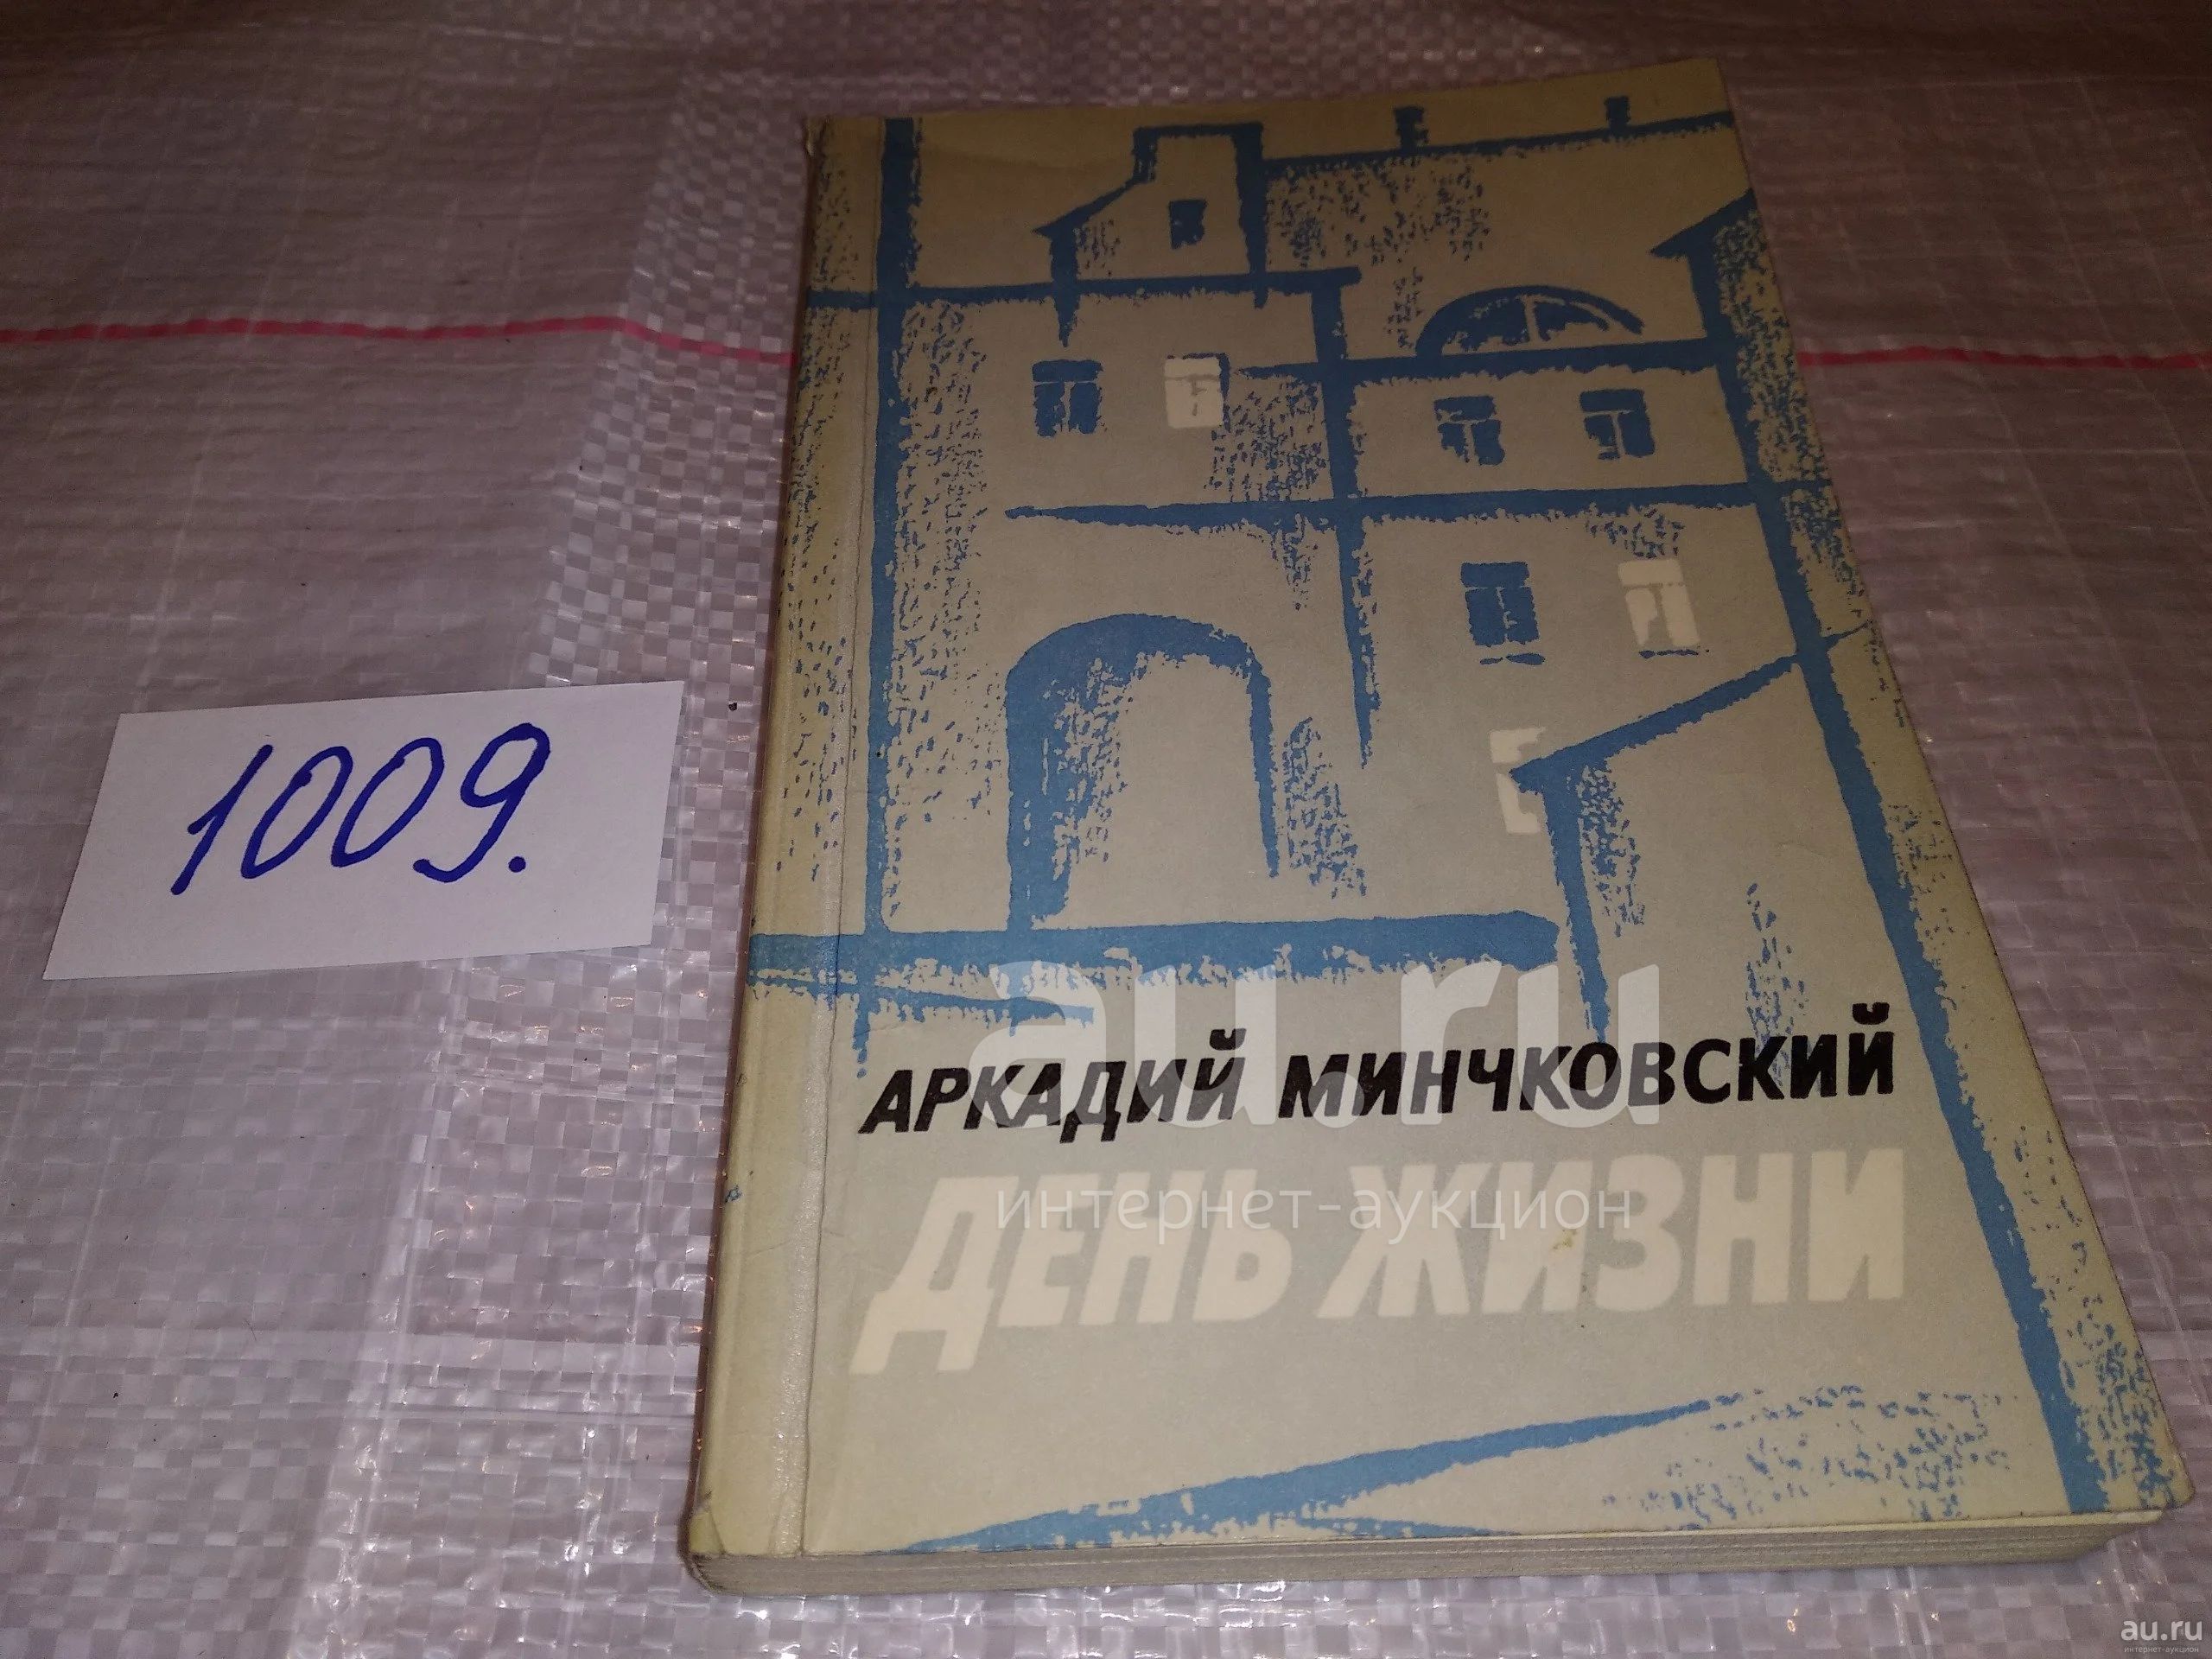 1009.
АРКАДИЙ МИНЧКОВСКИЙ
ДЕНЬ ЖИЗНИ
au.ru
интернет-аукцион
au.ru
интернет-аукцион